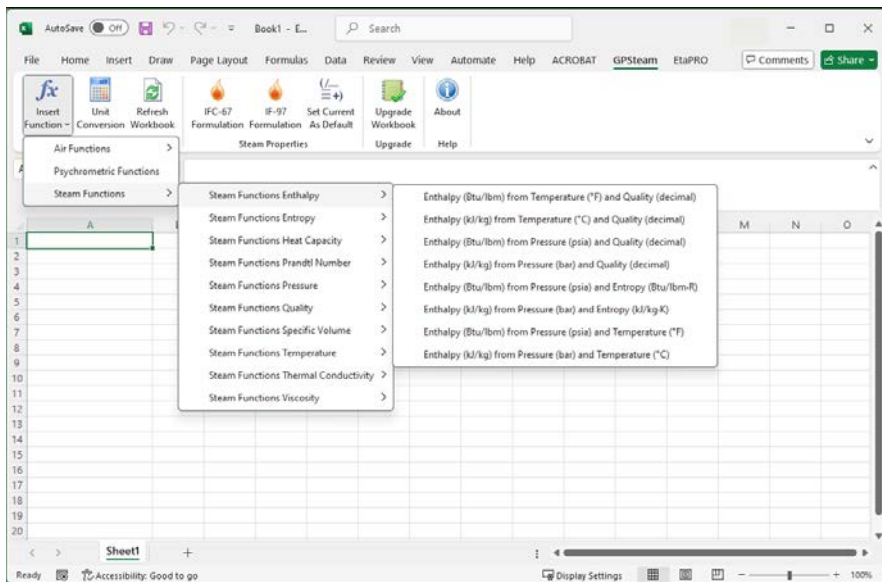 AutoSave Off Book1 - E... Search
File Home Insert Draw Page Layout Formulas Data Review View Automate Help ACROBAT GPSteam EtaPRO Comments Share
fx
Insert Function
Unit Conversion
Refresh Workbook
IFC-67 Formulation
IF-97 Formulation
Set Current As Default
Upgrade Workbook
About
Steam Properties Upgrade Help
Air Functions
Psychrometric Functions
Steam Functions
Steam Functions Enthalpy
Steam Functions Entropy
Steam Functions Heat Capacity
Steam Functions Prandtl Number
Steam Functions Pressure
Steam Functions Quality
Steam Functions Specific Volume
Steam Functions Temperature
Steam Functions Thermal Conductivity
Steam Functions Viscosity
Enthalpy (Btu/lbm) from Temperature (°F) and Quality (decimal)
Enthalpy (kJ/kg) from Temperature (°C) and Quality (decimal)
Enthalpy (Btu/lbm) from Pressure (psia) and Quality (decimal)
Enthalpy (kJ/kg) from Pressure (bar) and Quality (decimal)
Enthalpy (Btu/lbm) from Pressure (psia) and Entropy (Btu/lbm-R)
Enthalpy (kJ/kg) from Pressure (bar) and Entropy (kJ/kg-K)
Enthalpy (Btu/lbm) from Pressure (psia) and Temperature (°F)
Enthalpy (kJ/kg) from Pressure (bar) and Temperature (°C)
A M N O
1
2
3
4
5
6
7
8
9
10
11
12
13
14
15
16
17
18
19
20
Sheet1
Ready Accessibility: Good to go Display Settings 100%